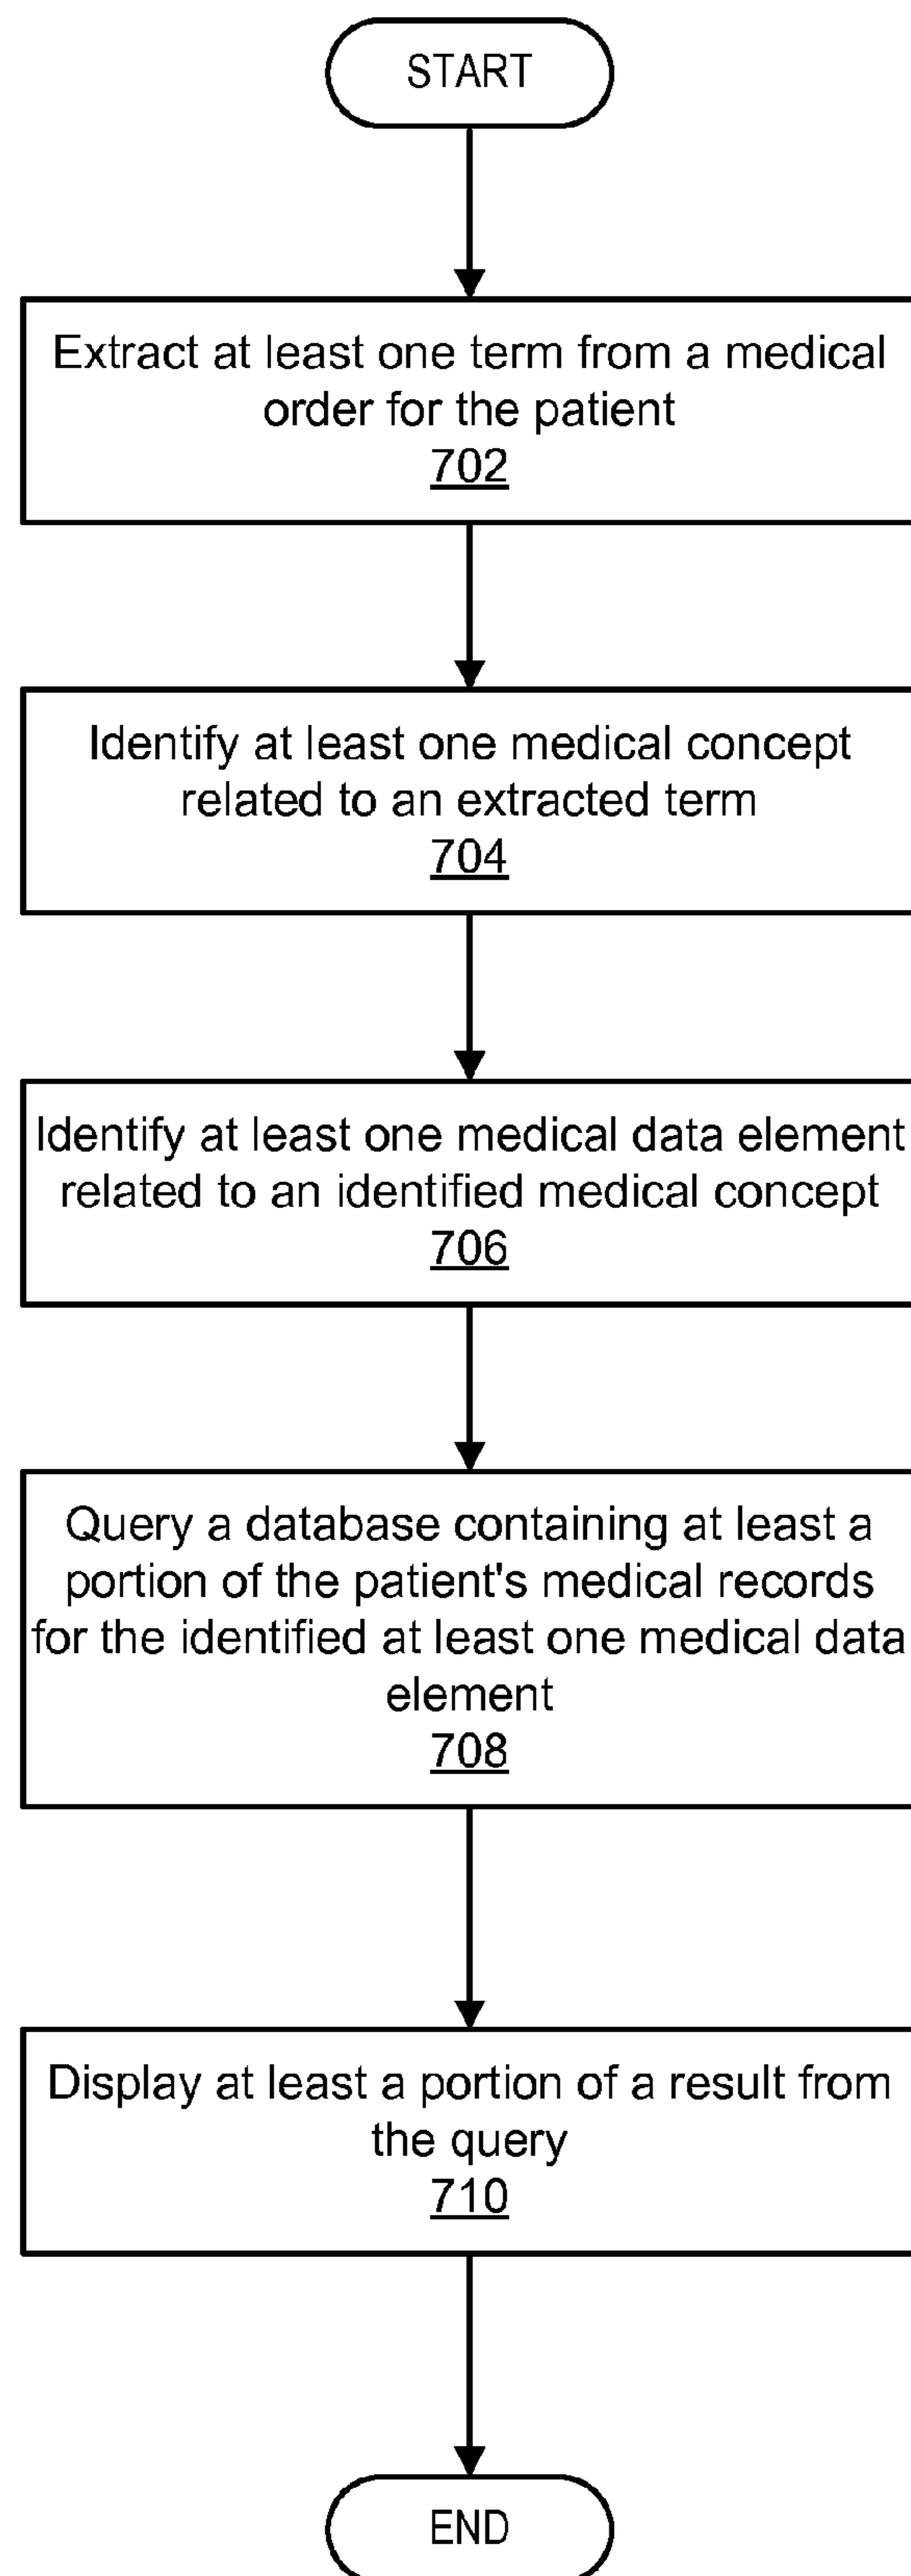 START
Extract at least one term from a medical
order for the patient
702
Identify at least one medical concept
related to an extracted term
704
Identify at least one medical data element
related to an identified medical concept
706
Query a database containing at least a
portion of the patient's medical records
for the identified at least one medical data
element
708
Display at least a portion of a result from
the query
710
END